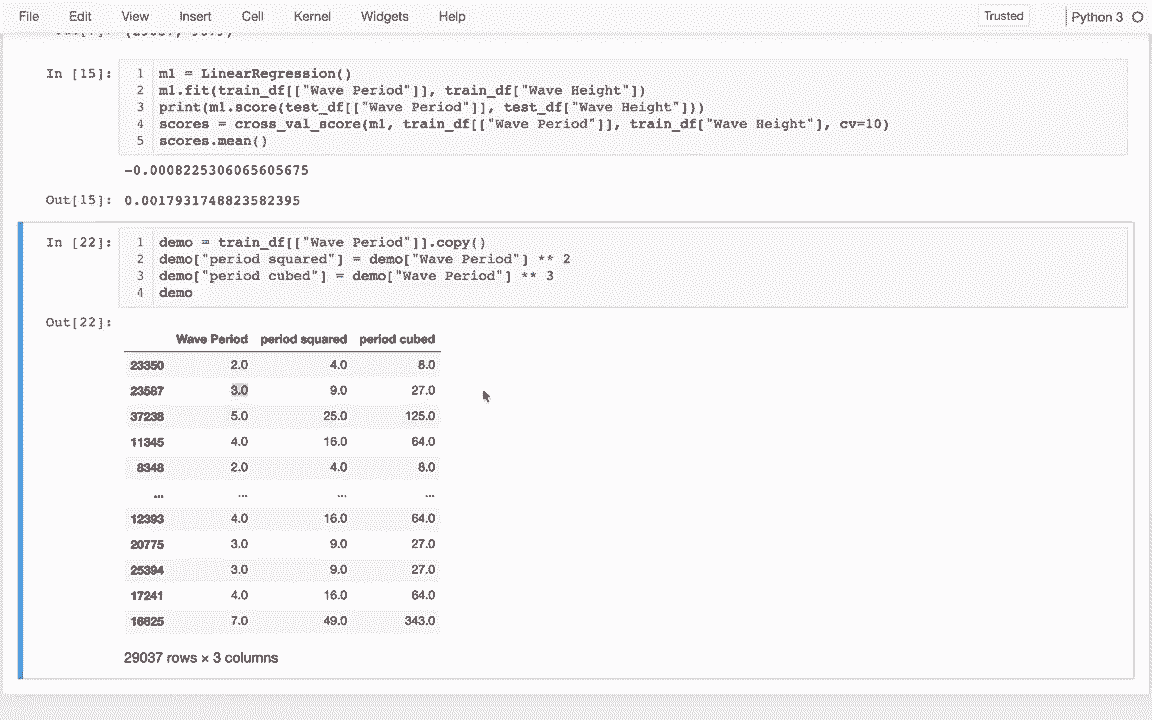 File Edit View Insert Cell Kernel Widgets Help Trusted Python 3
In [15]: 1 m1 = LinearRegression()
2 m1.fit(train_df[["Wave Period"]], train_df["Wave Height"])
3 print(m1.score(test_df[["Wave Period"]], test_df["Wave Height"]))
4 scores = cross_val_score(m1, train_df[["Wave Period"]], train_df["Wave Height"], cv=10)
5 scores.mean()
-0.0008225306065605675
Out[15]: 0.0017931748823582395
In [22]: 1 demo = train_df[["Wave Period"]].copy()
2 demo["period squared"] = demo["Wave Period"] ** 2
3 demo["period cubed"] = demo["Wave Period"] ** 3
4 demo
Out[22]:
Wave Period period squared period cubed
23350 2.0 4.0 8.0
23587 3.0 9.0 27.0
37238 5.0 25.0 125.0
11345 4.0 16.0 64.0
8348 2.0 4.0 8.0
... ... ... ...
12393 4.0 16.0 64.0
20775 3.0 9.0 27.0
25394 3.0 9.0 27.0
17241 4.0 16.0 64.0
16825 7.0 49.0 343.0
29037 rows × 3 columns